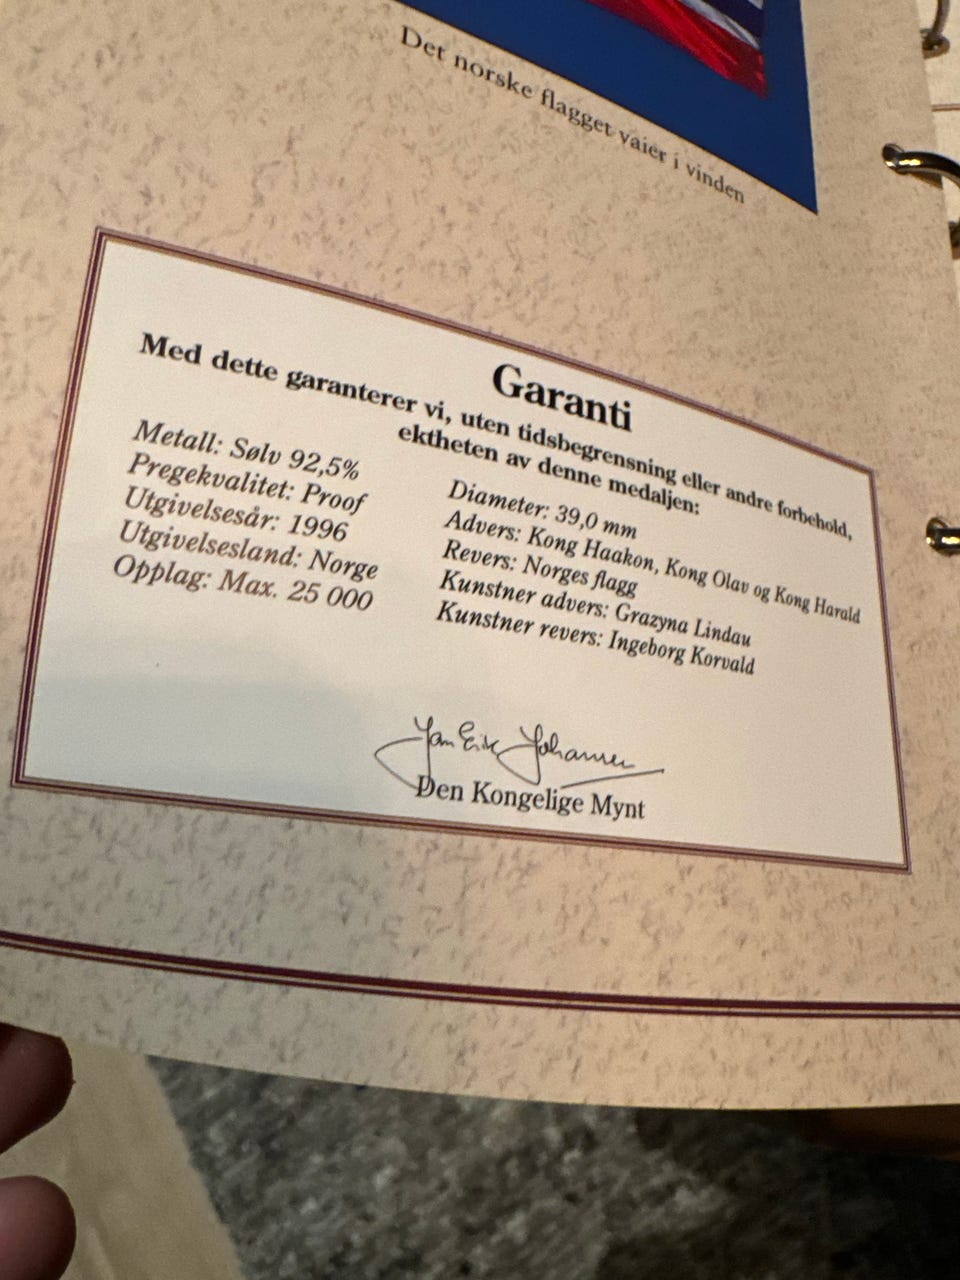 Det norske flagget vaier i vinden
Garanti
Med dette garanterer vi, uten tidsbegrensning eller andre forbehold,
ektheten av denne medaljen:
Metall: Sølv 92,5%
Pregekvalitet: Proof
Utgivelsesår: 1996
Utgivelsesland: Norge
Opplag: Max. 25 000
Diameter: 39,0 mm
Advers: Kong Haakon, Kong Olav og Kong Harald
Revers: Norges flagg
Kunstner advers: Grazyna Lindau
Kunstner revers: Ingeborg Korvald
Jan Erik Johansen
Den Kongelige Mynt